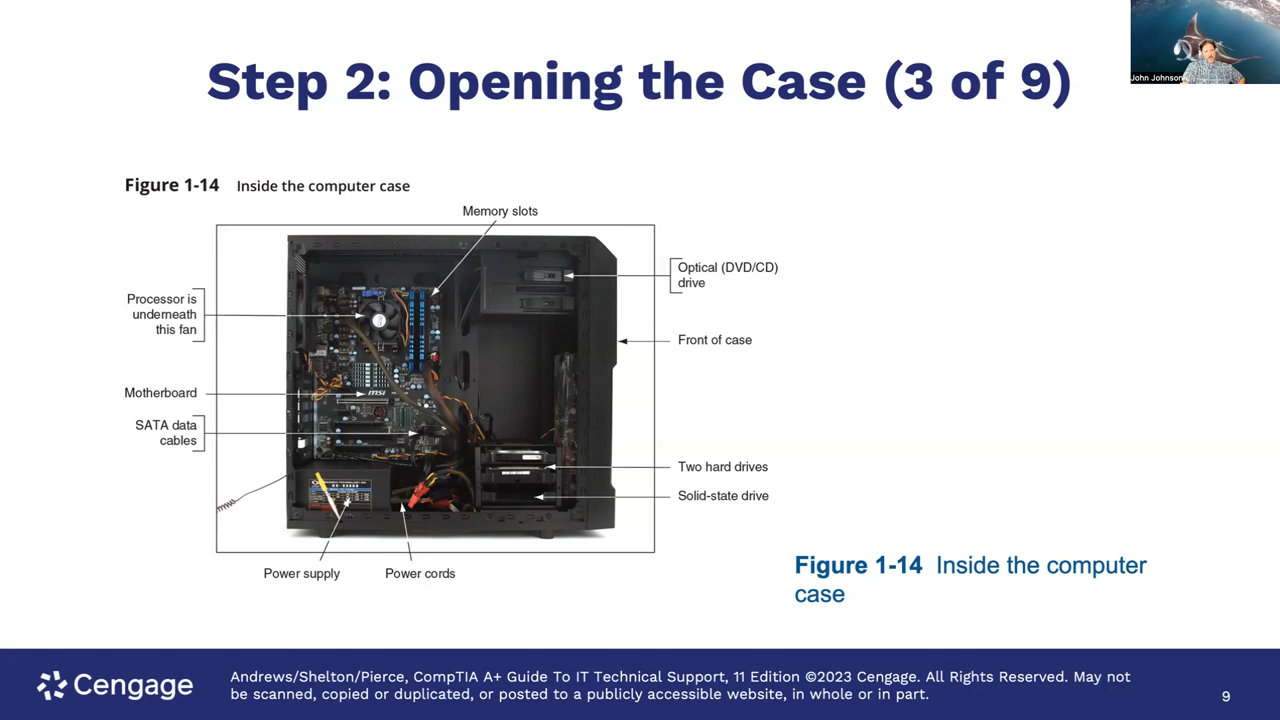 John Johnson
Step 2: Opening the Case (3 of 9)
Figure 1-14 Inside the computer case
Memory slots
Optical (DVD/CD)
drive
Processor is
underneath
this fan
Front of case
Motherboard
msi
SATA data
cables
Two hard drives
Solid-state drive
Power supply
Power cords
Figure 1-14 Inside the computer
case
Cengage
Andrews/Shelton/Pierce, CompTIA A+ Guide To IT Technical Support, 11 Edition ©2023 Cengage. All Rights Reserved. May not
be scanned, copied or duplicated, or posted to a publicly accessible website, in whole or in part.
9